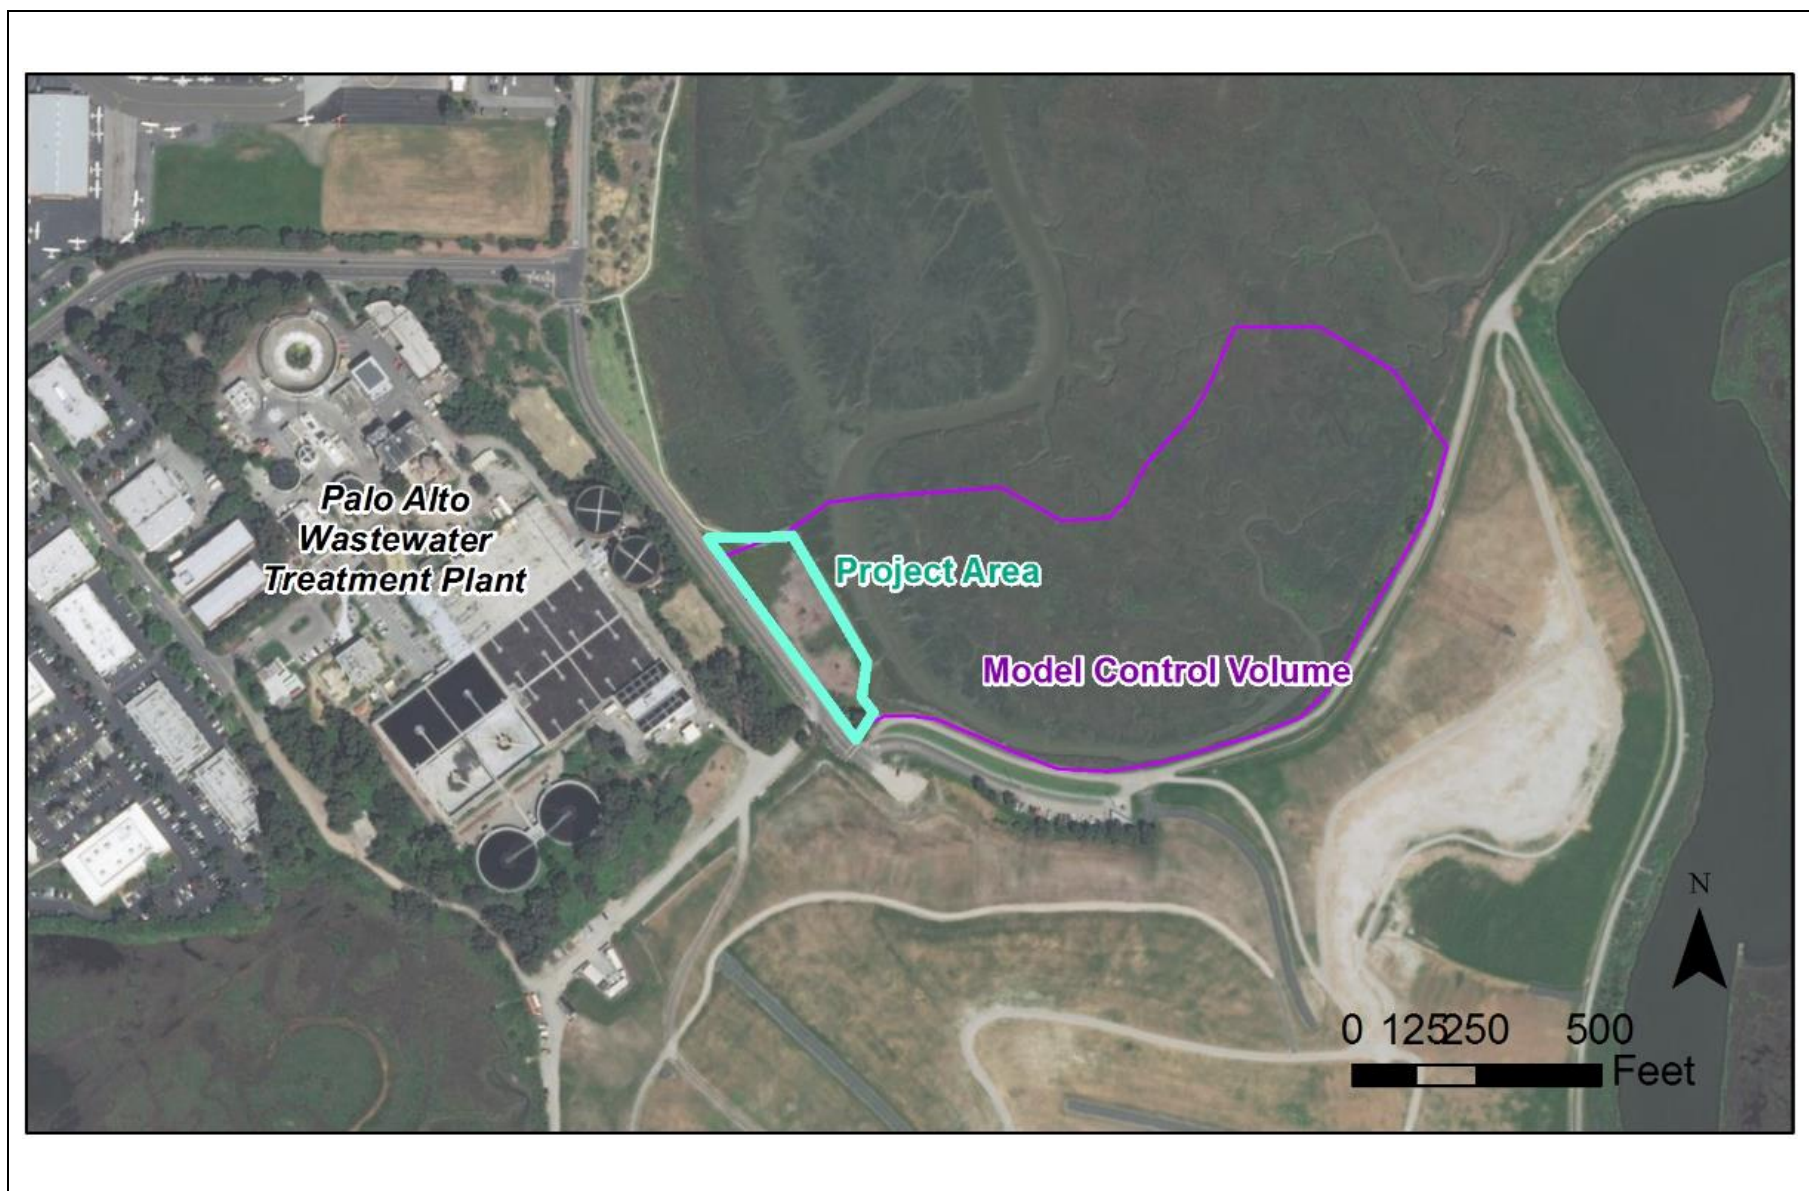 Palo Alto
Wastewater
Treatment Plant
Project Area
Model Control Volume
N
0 125250 500
Feet